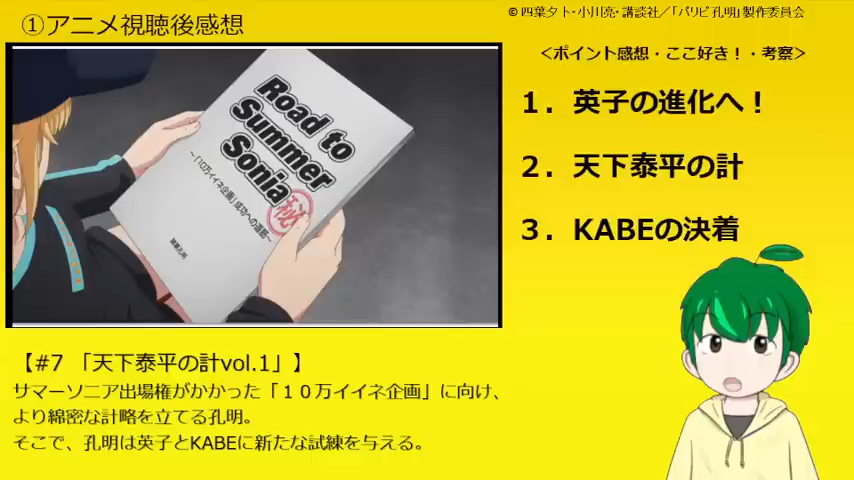 ①アニメ視聴後感想
© 四葉夕ト・小川亮・講談社／「パリピ孔明」製作委員会
＜ポイント感想・ここ好き！・考察＞
１．英子の進化へ！
２．天下泰平の計
３．KABEの決着
Road to
Summer
Sonia
㊙
～「10万イイネ企画」成功への道筋～
諸葛孔明
【#7 「天下泰平の計vol.1」】
サマーソニア出場権がかかった「１０万イイネ企画」に向け、
より綿密な計略を立てる孔明。
そこで、孔明は英子とKABEに新たな試練を与える。